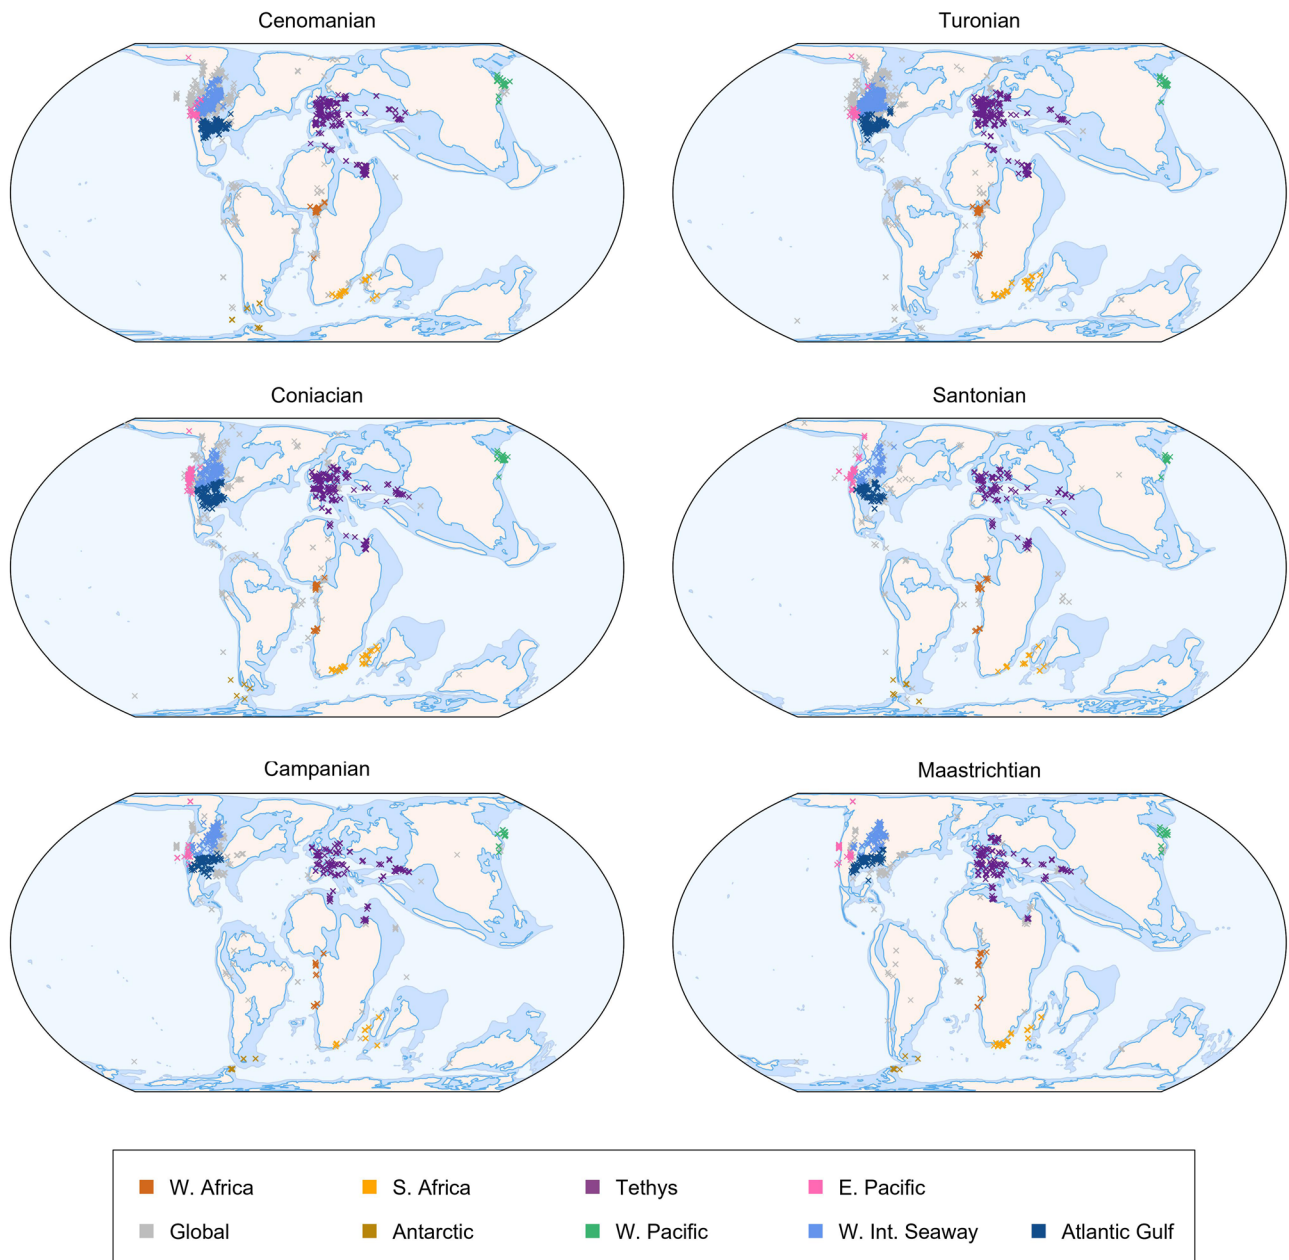 Cenomanian
Turonian
Coniacian
Santonian
Campanian
Maastrichtian
W. Africa
S. Africa
Tethys
E. Pacific
Global
Antarctic
W. Pacific
W. Int. Seaway
Atlantic Gulf